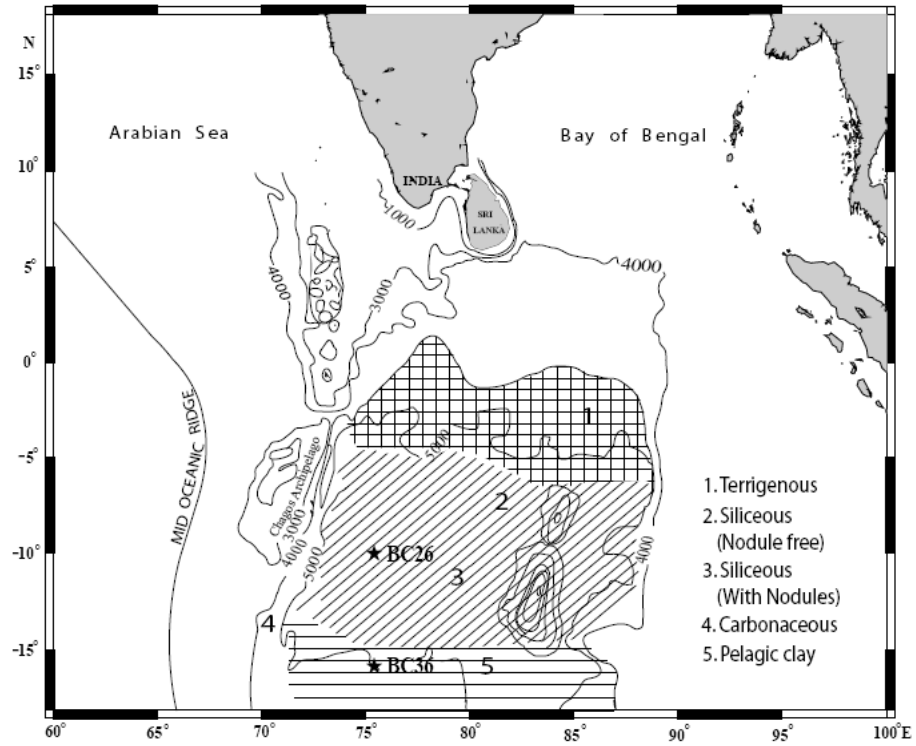 N
15°
10°
5°
0°
−5°
−10°
−15°
60°
65°
70°
75°
80°
85°
90°
95°
100°E
Arabian Sea
Bay of Bengal
INDIA
SRI
LANKA
1000
4000
3000
4000
MID OCEANIC RIDGE
Chagos Archipelago
3000
4000
5000
5000
4000
1
2
3
4
5
★ BC26
★ BC36
1. Terrigenous
2. Siliceous
(Nodule free)
3. Siliceous
(With Nodules)
4. Carbonaceous
5. Pelagic clay